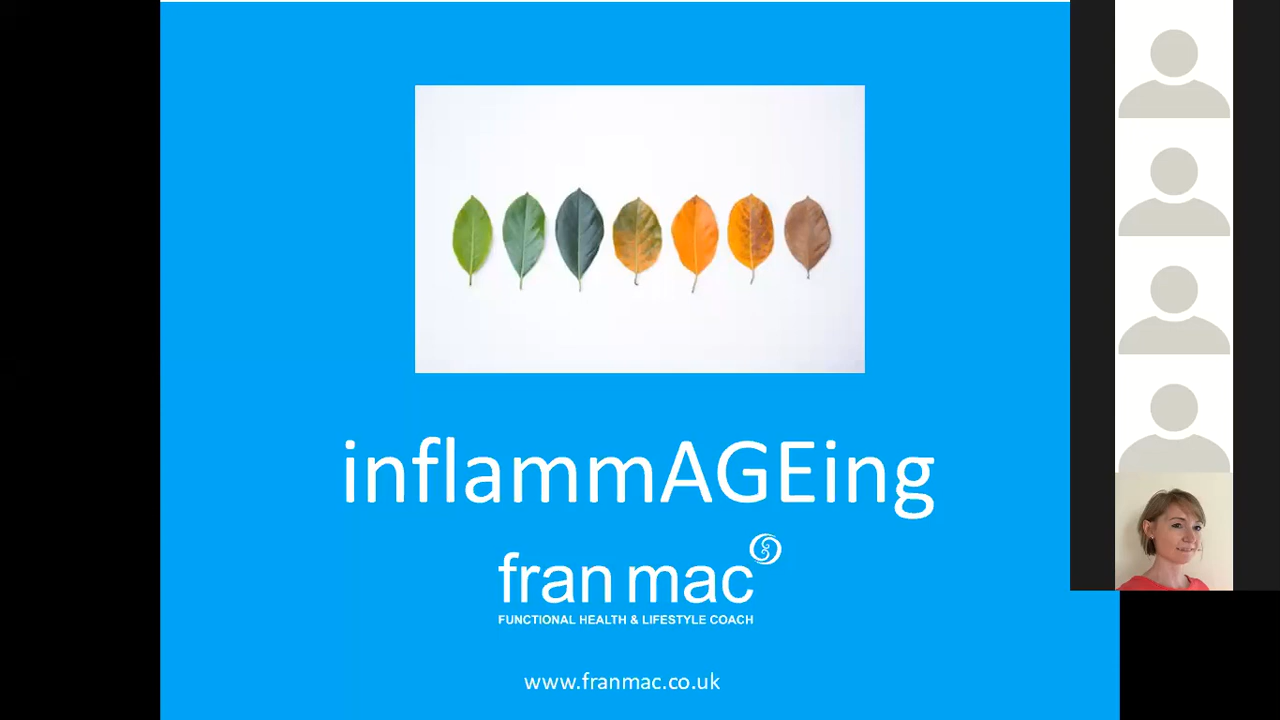 inflammAGEing
fran mac
FUNCTIONAL HEALTH & LIFESTYLE COACH
www.franmac.co.uk